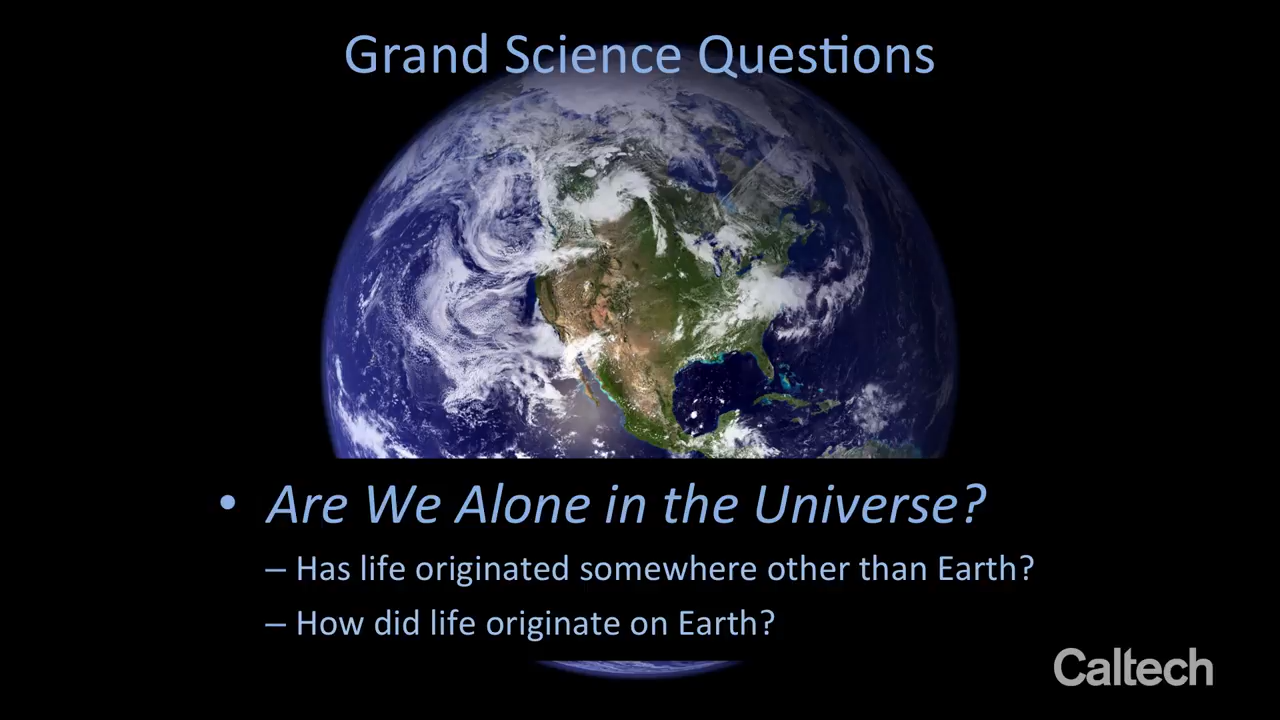 Grand Science Questions
• Are We Alone in the Universe?
– Has life originated somewhere other than Earth?
– How did life originate on Earth?
Caltech